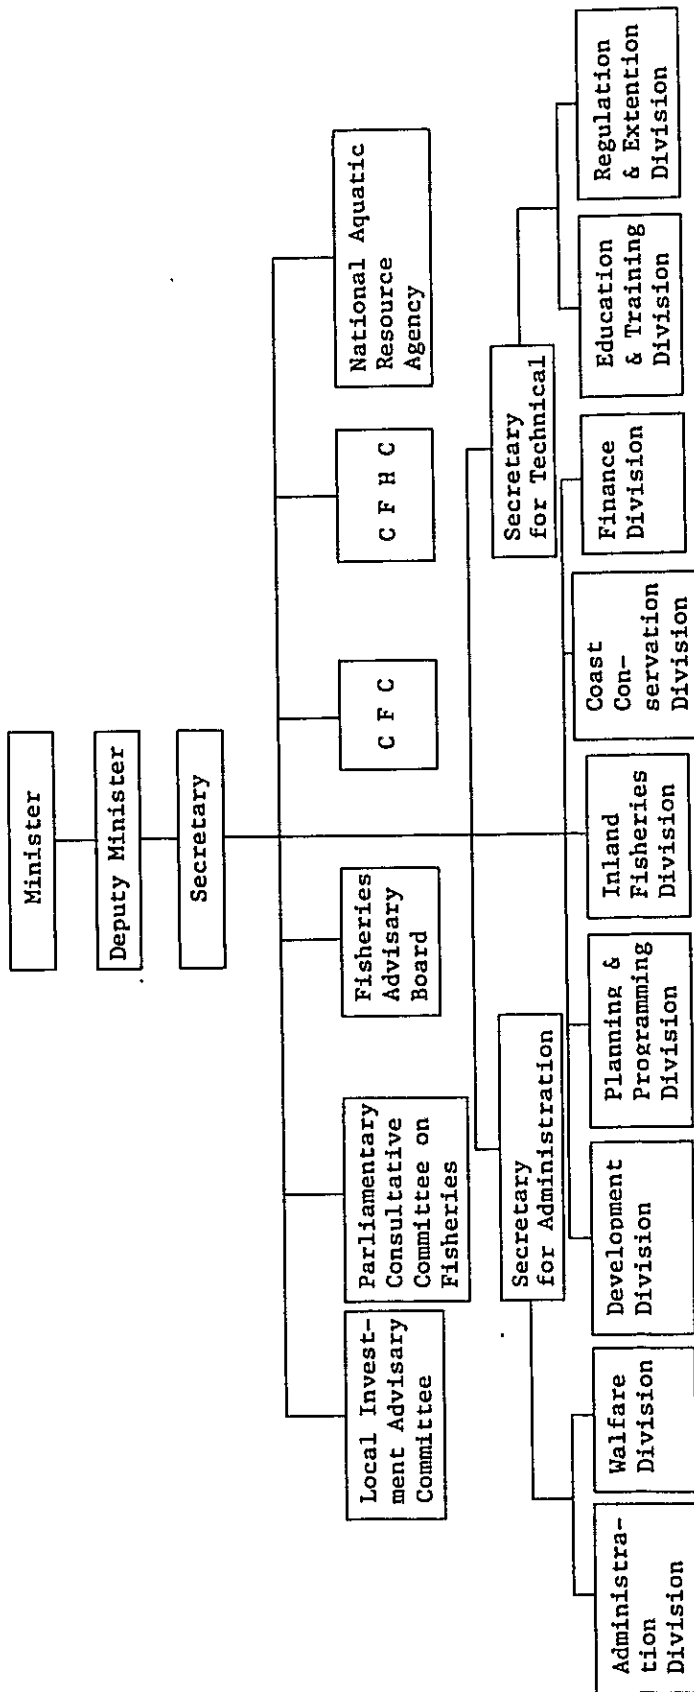 Minister
Deputy Minister
Secretary
Local Invest-
ment Advisary
Committee
Parliamentary
Consultative
Committee on
Fisheries
Fisheries
Advisary
Board
C F C
C F H C
National Aquatic
Resource
Agency
Secretary
for Administration
Secretary
for Technical
Administra-
tion
Division
Walfare
Division
Development
Division
Planning &
Programming
Division
Inland
Fisheries
Division
Coast
Con-
servation
Division
Finance
Division
Education
& Training
Division
Regulation
& Extention
Division